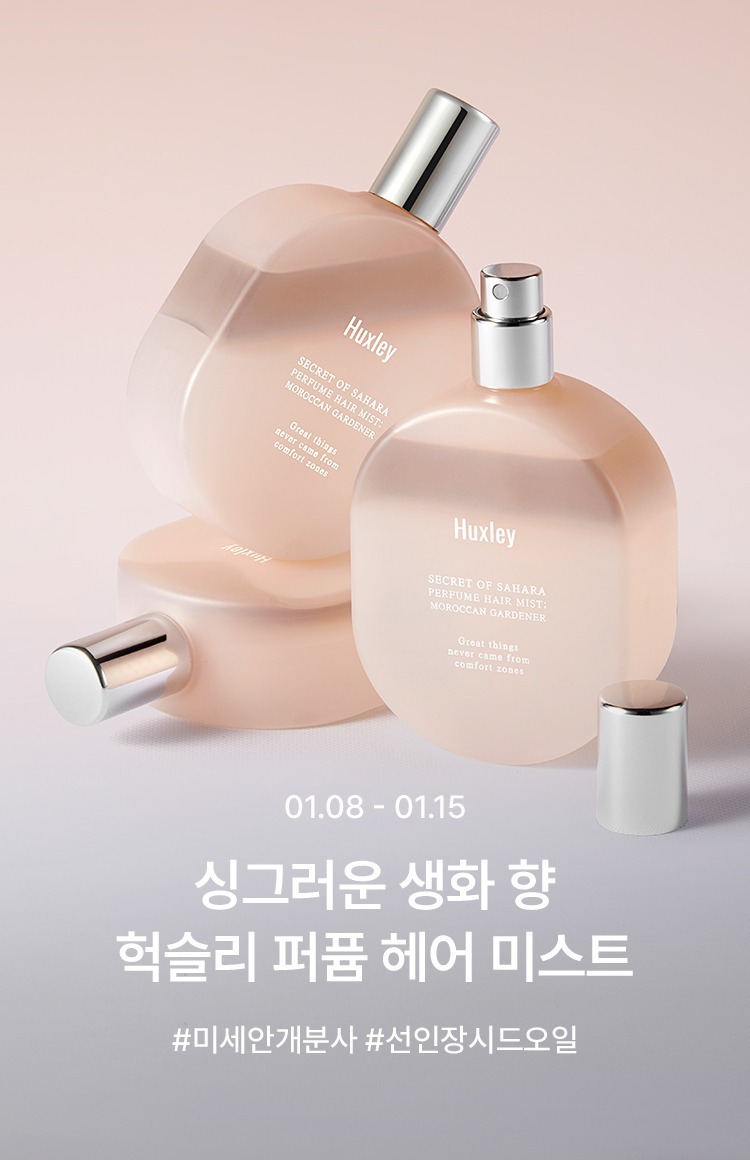 Huxley
SECRET OF SAHARA
PERFUME HAIR MIST:
MOROCCAN GARDENER
Great things
never came from
comfort zones
Huxley
Huxley
SECRET OF SAHARA
PERFUME HAIR MIST:
MOROCCAN GARDENER
Great things
never came from
comfort zones
01.08 - 01.15
싱그러운 생화 향
헉슬리 퍼퓸 헤어 미스트
#미세안개분사 #선인장시드오일